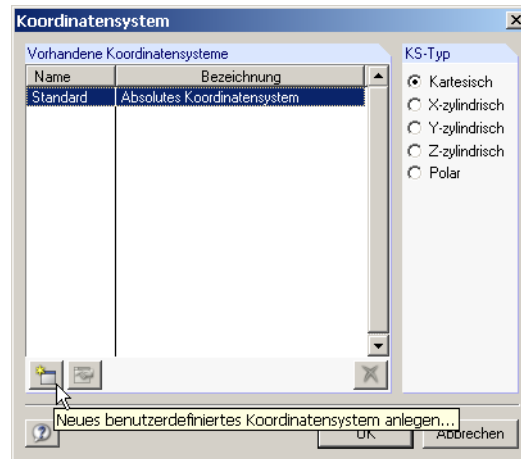 Koordinatensystem
Vorhandene Koordinatensysteme
Name Bezeichnung
Standard Absolutes Koordinatensystem
KS-Typ
Kartesisch
X-zylindrisch
Y-zylindrisch
Z-zylindrisch
Polar
Neues benutzerdefiniertes Koordinatensystem anlegen...
OK Abbrechen